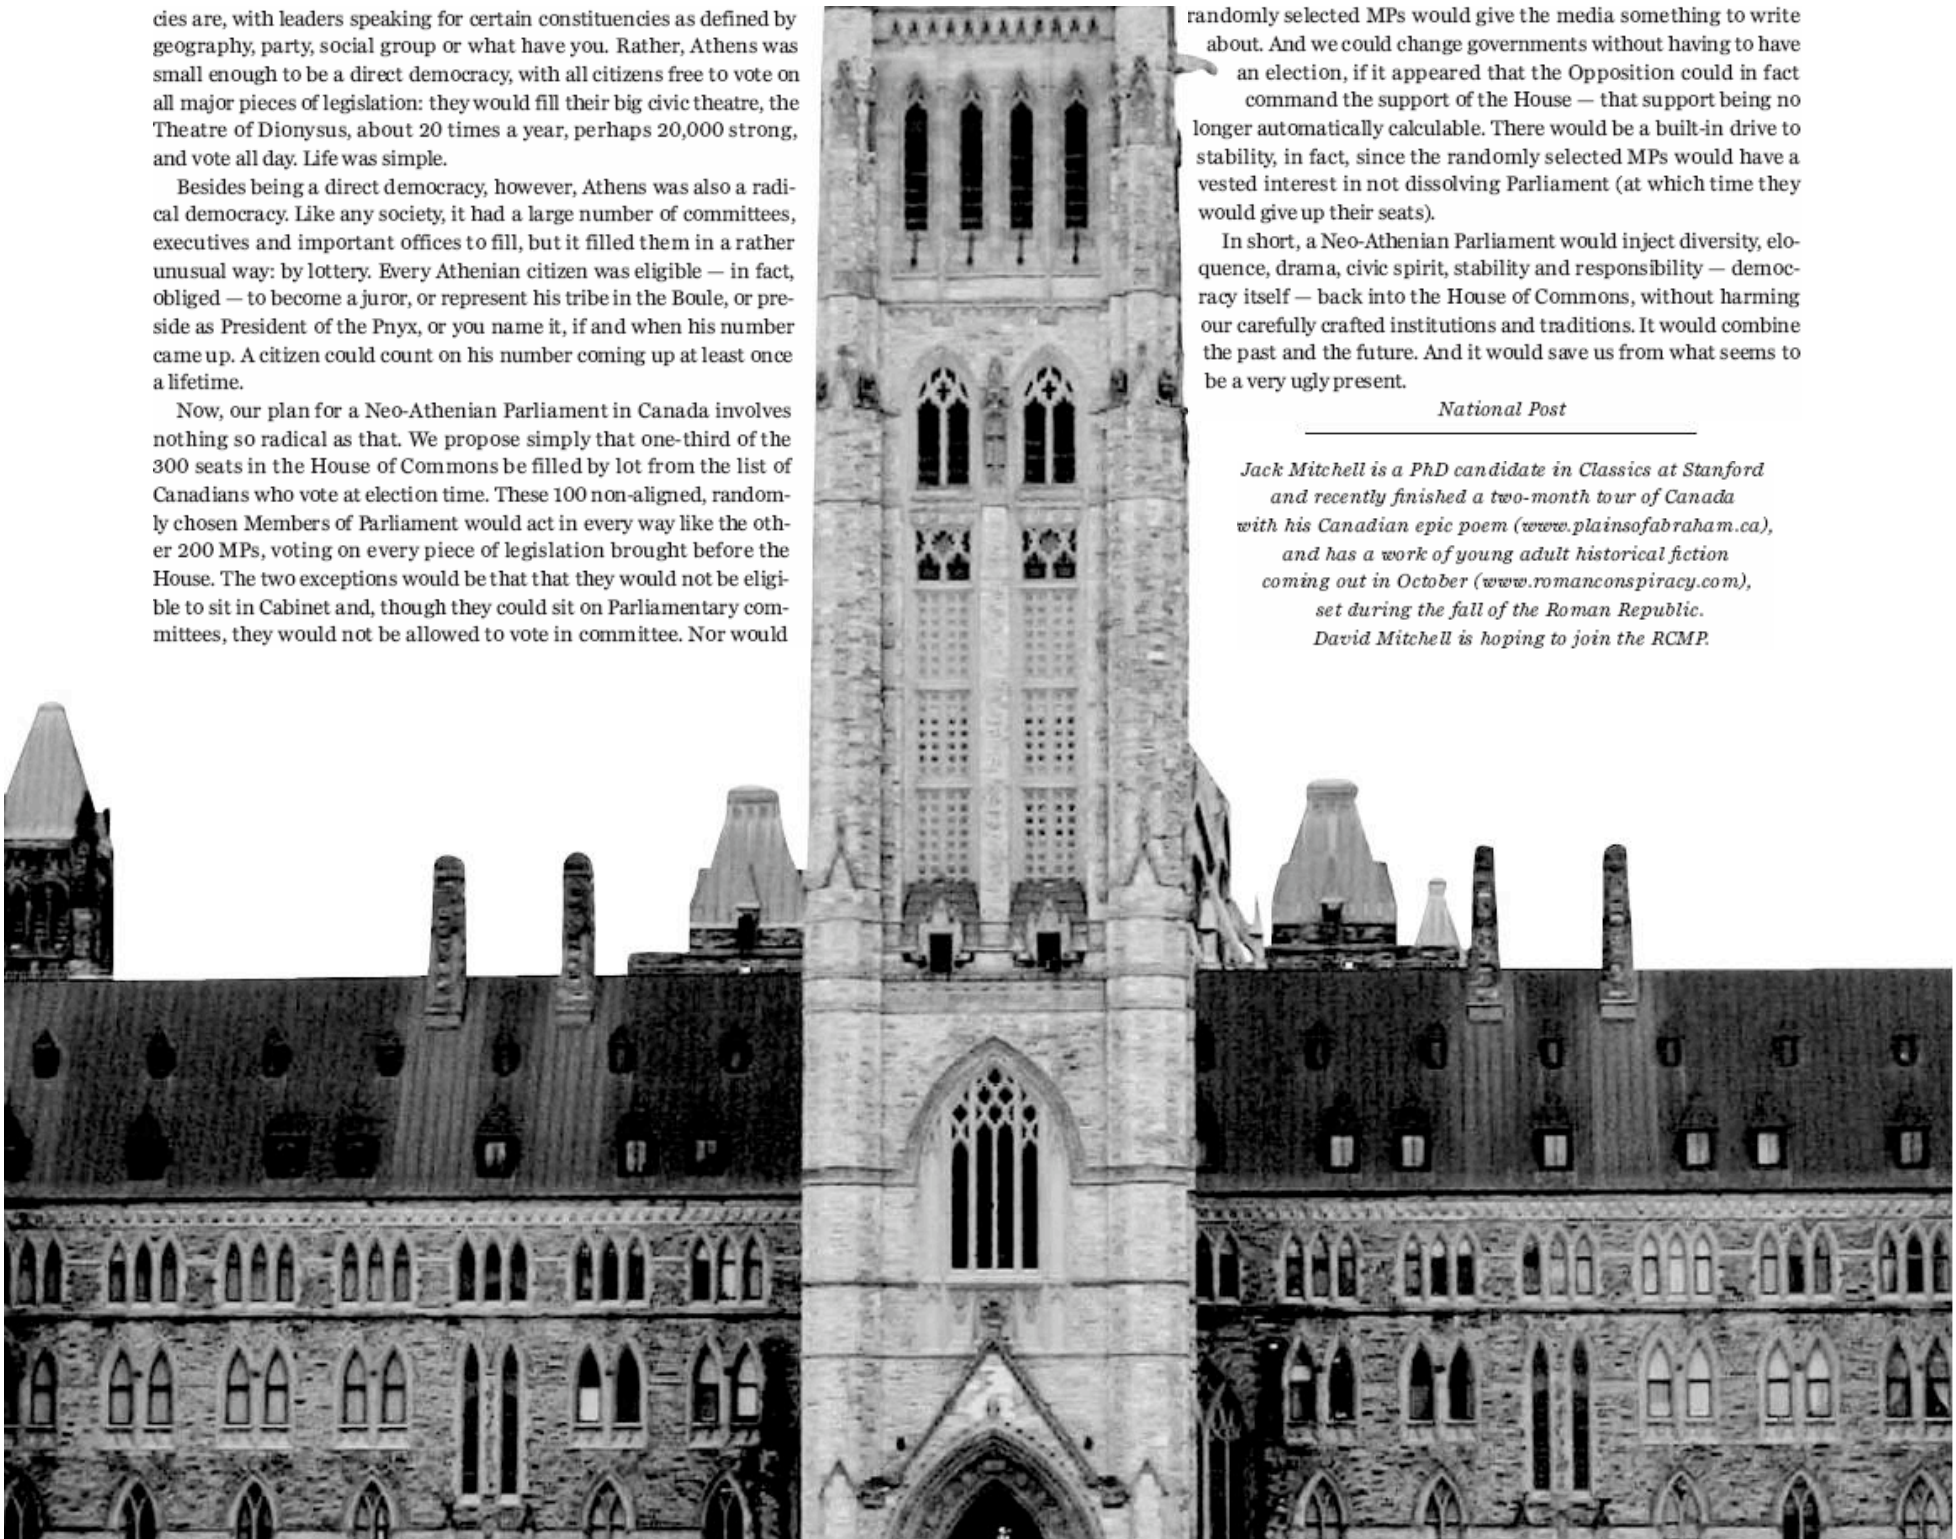 cies are, with leaders speaking for certain constituencies as defined by
geography, party, social group or what have you. Rather, Athens was
small enough to be a direct democracy, with all citizens free to vote on
all major pieces of legislation: they would fill their big civic theatre, the
Theatre of Dionysus, about 20 times a year, perhaps 20,000 strong,
and vote all day. Life was simple.
Besides being a direct democracy, however, Athens was also a radi-
cal democracy. Like any society, it had a large number of committees,
executives and important offices to fill, but it filled them in a rather
unusual way: by lottery. Every Athenian citizen was eligible — in fact,
obliged — to become a juror, or represent his tribe in the Boule, or pre-
side as President of the Pnyx, or you name it, if and when his number
came up. A citizen could count on his number coming up at least once
a lifetime.
Now, our plan for a Neo-Athenian Parliament in Canada involves
nothing so radical as that. We propose simply that one-third of the
300 seats in the House of Commons be filled by lot from the list of
Canadians who vote at election time. These 100 non-aligned, random-
ly chosen Members of Parliament would act in every way like the oth-
er 200 MPs, voting on every piece of legislation brought before the
House. The two exceptions would be that that they would not be eligi-
ble to sit in Cabinet and, though they could sit on Parliamentary com-
mittees, they would not be allowed to vote in committee. Nor would
randomly selected MPs would give the media something to write
about. And we could change governments without having to have
an election, if it appeared that the Opposition could in fact
command the support of the House — that support being no
longer automatically calculable. There would be a built-in drive to
stability, in fact, since the randomly selected MPs would have a
vested interest in not dissolving Parliament (at which time they
would give up their seats).
In short, a Neo-Athenian Parliament would inject diversity, elo-
quence, drama, civic spirit, stability and responsibility — democ-
racy itself — back into the House of Commons, without harming
our carefully crafted institutions and traditions. It would combine
the past and the future. And it would save us from what seems to
be a very ugly present.
National Post
Jack Mitchell is a PhD candidate in Classics at Stanford
and recently finished a two-month tour of Canada
with his Canadian epic poem (www.plainsofabraham.ca),
and has a work of young adult historical fiction
coming out in October (www.romanconspiracy.com),
set during the fall of the Roman Republic.
David Mitchell is hoping to join the RCMP.